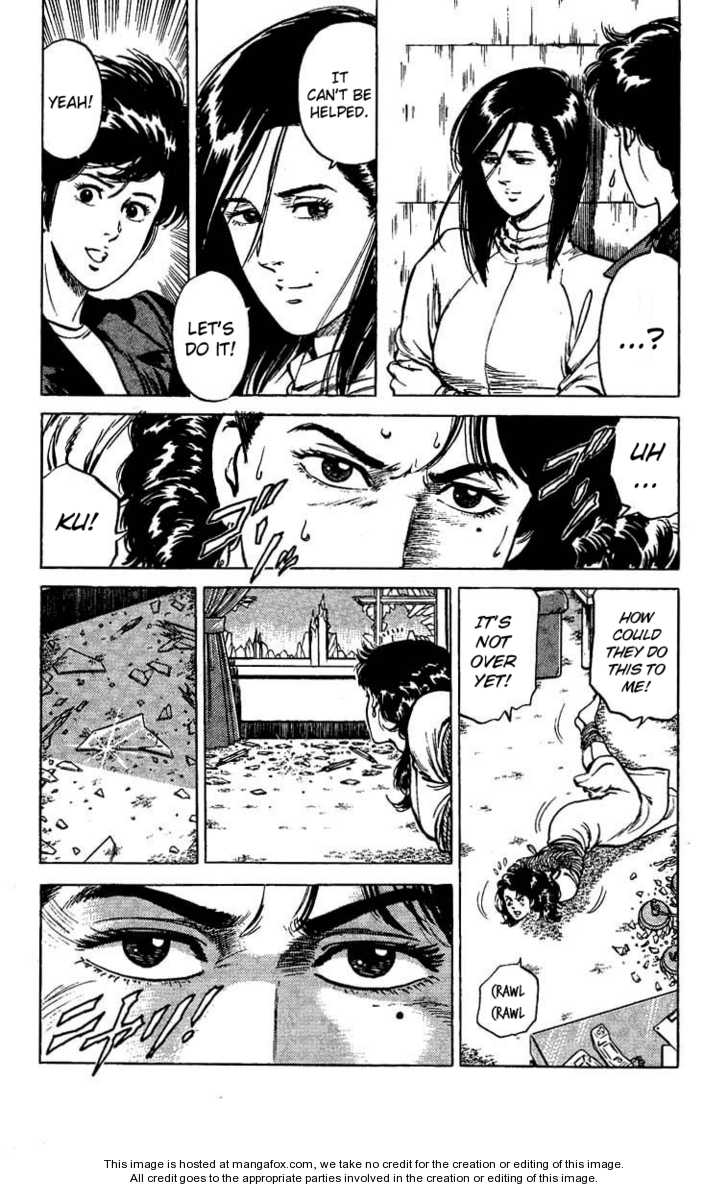 ...?
IT
CAN'T BE
HELPED.
LET'S
DO IT!
YEAH!
UH
...
KU!
HOW
COULD
THEY DO
THIS TO
ME!
IT'S
NOT
OVER
YET!
CRAWL
CRAWL
This image is hosted at mangafox.com, we take no credit for the creation or editing of this image.
All credit goes to the appropriate parties involved in the creation or editing of this image.